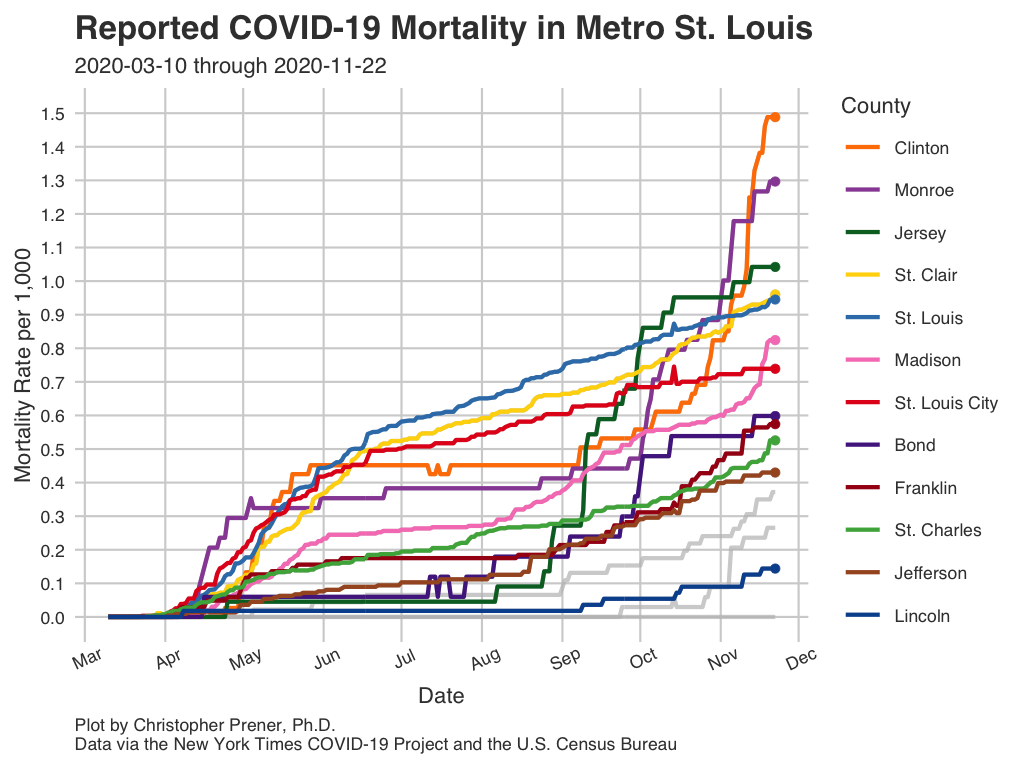 Reported COVID-19 Mortality in Metro St. Louis
2020-03-10 through 2020-11-22
Mortality Rate per 1,000
1.5
1.4
1.3
1.2
1.1
1.0
0.9
0.8
0.7
0.6
0.5
0.4
0.3
0.2
0.1
0.0
Mar Apr May Jun Jul Aug Sep Oct Nov Dec
Date
County
Clinton
Monroe
Jersey
St. Clair
St. Louis
Madison
St. Louis City
Bond
Franklin
St. Charles
Jefferson
Lincoln
Plot by Christopher Prener, Ph.D.
Data via the New York Times COVID-19 Project and the U.S. Census Bureau